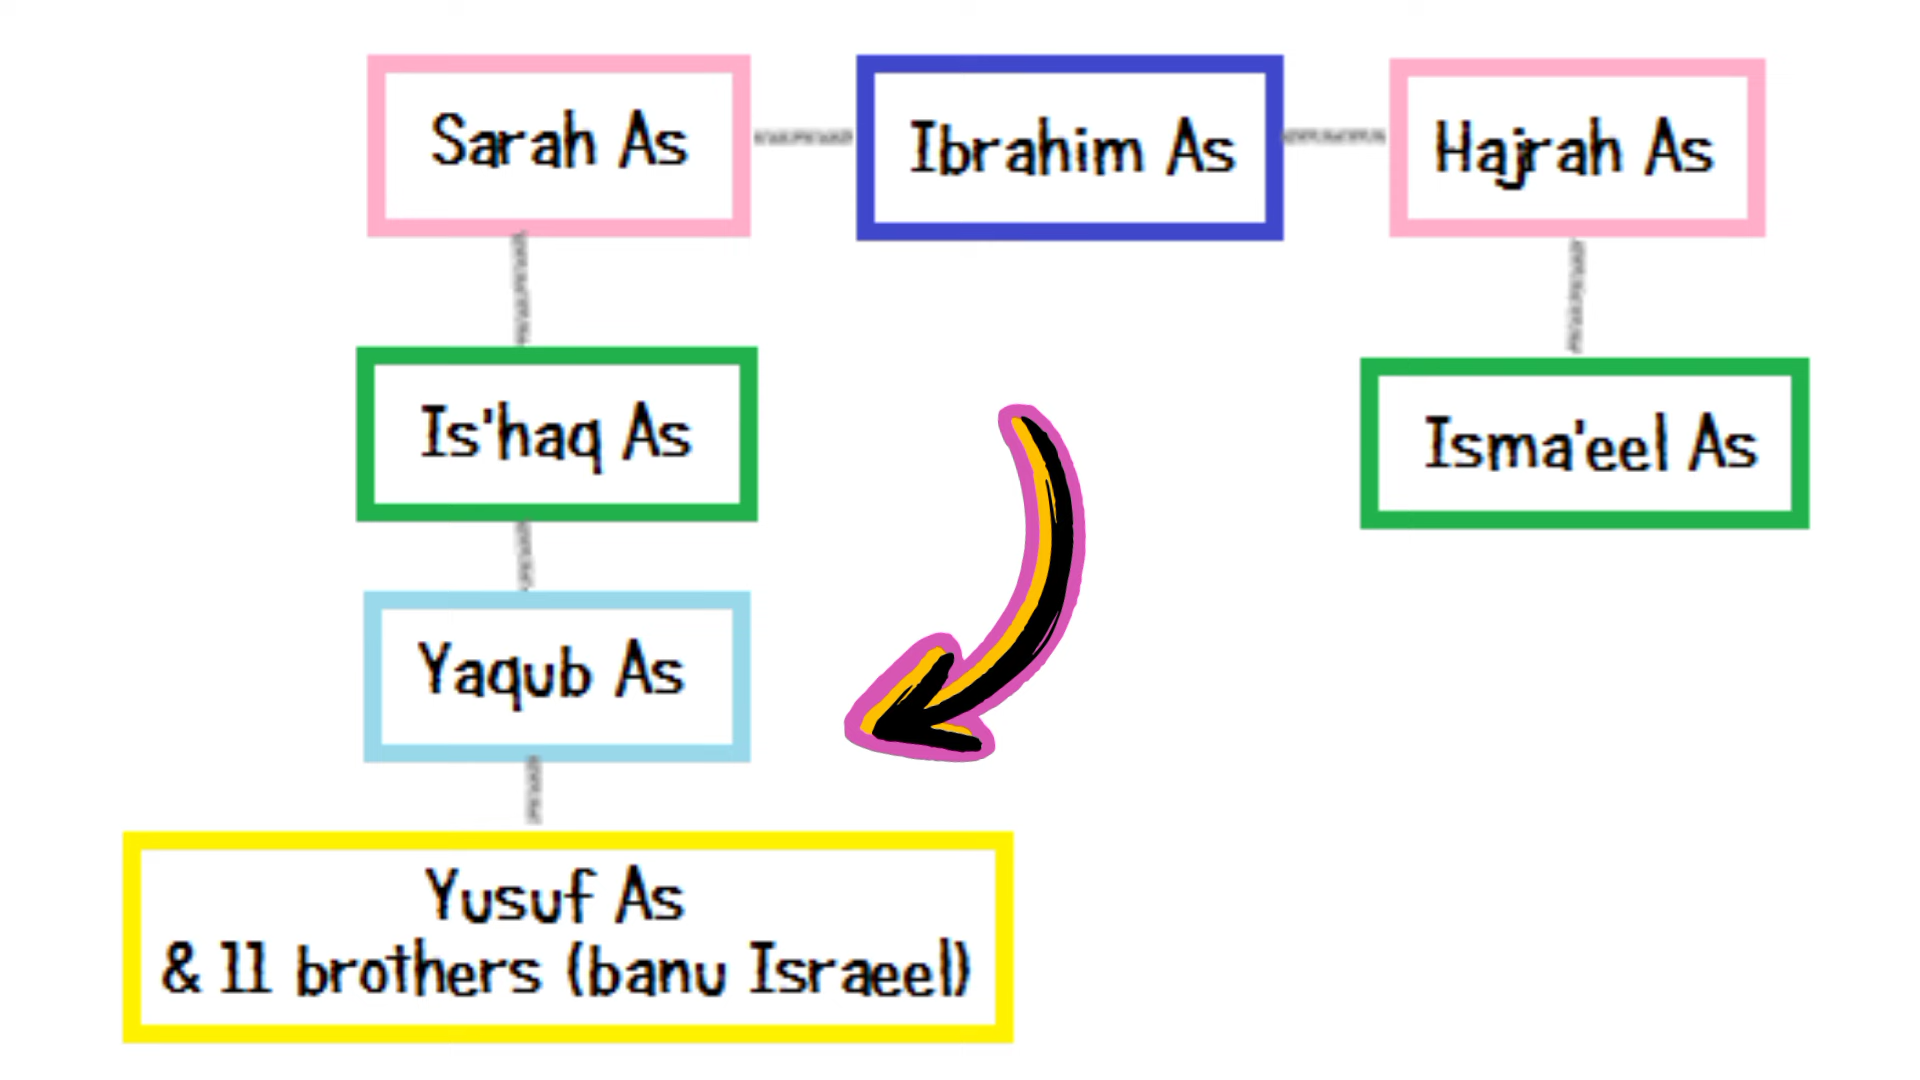 Sarah As
Ibrahim As
Hajrah As
Is'haq As
Isma'eel As
Yaqub As
Yusuf As
& 11 brothers (banu Israeel)